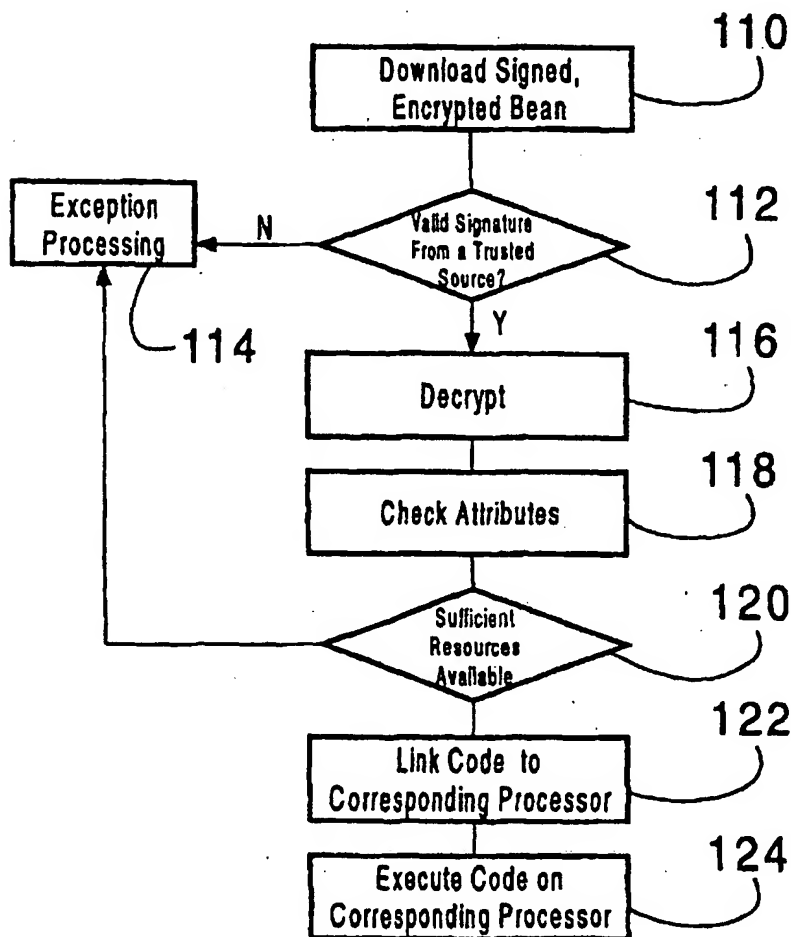 110
Download Signed,
Encrypted Bean
112
Valid Signature
From a Trusted
Source?
N
Exception
Processing
114
Y
116
Decrypt
118
Check Attributes
120
Sufficient
Resources
Available
122
Link Code to
Corresponding Processor
124
Execute Code on
Corresponding Processor